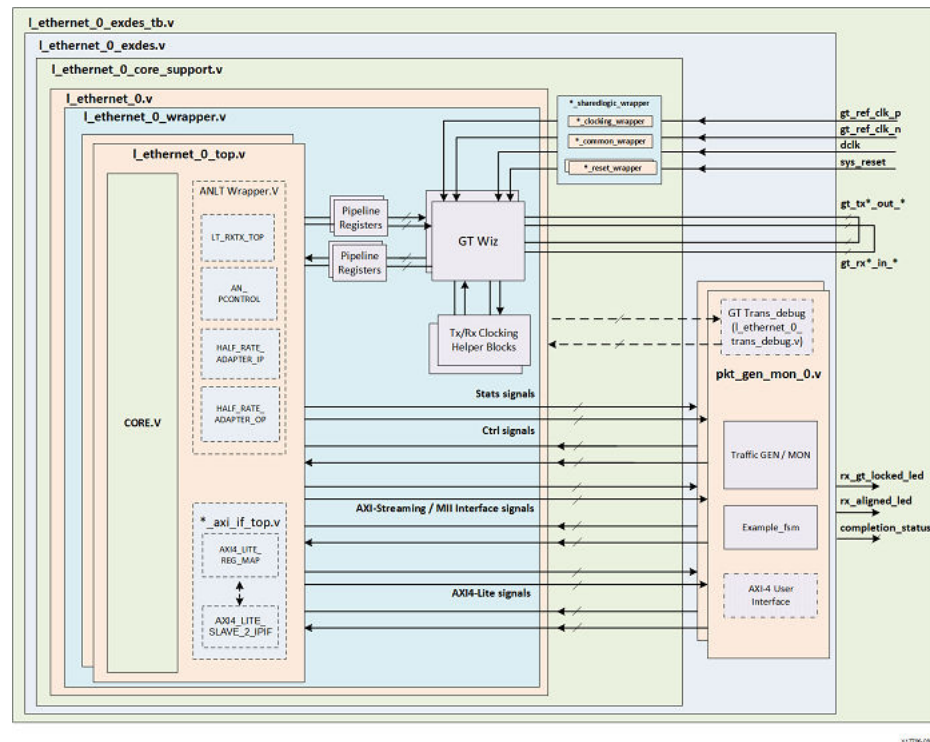 l_ethernet_0_exdes_tb.v
l_ethernet_0_exdes.v
l_ethernet_0_core_support.v
l_ethernet_0.v
l_ethernet_0_wrapper.v
l_ethernet_0_top.v
CORE.V
ANLT Wrapper.V
LT_RXTX_TOP
AN_
PCONTROL
HALF_RATE_
ADAPTER_IP
HALF_RATE_
ADAPTER_OP
*_axi_if_top.v
AXI4_LITE_
REG_MAP
AXI4_LITE_
SLAVE_2_IPIF
Pipeline
Registers
Pipeline
Registers
GT Wiz
Tx/Rx Clocking
Helper Blocks
*_sharedlogic_wrapper
*_clocking_wrapper
*_common_wrapper
*_reset_wrapper
gt_ref_clk_p
gt_ref_clk_n
dclk
sys_reset
gt_tx*_out_*
gt_rx*_in_*
GT Trans_debug
(l_ethernet_0_
trans_debug.v)
pkt_gen_mon_0.v
Stats signals
Ctrl signals
Traffic GEN / MON
AXI-Streaming / MII Interface signals
Example_fsm
AXI4-Lite signals
AXI-4 User
Interface
rx_gt_locked_led
rx_aligned_led
completion_status